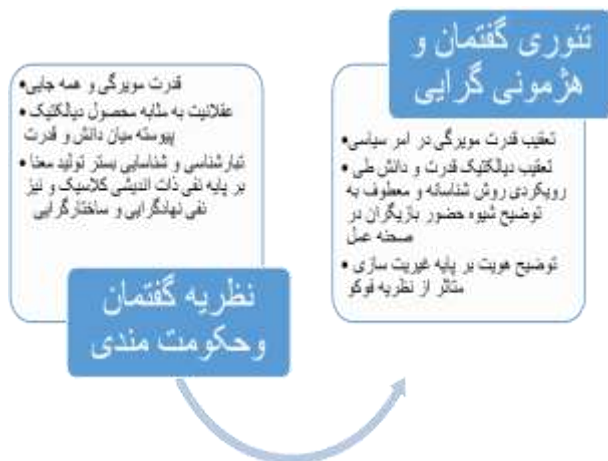 تئوری گفتمان و
هژمونی گرایی
• تعقیب قدرت مویرگی در امر سیاسی
• تعقیب دیالکتیک قدرت و دانش طی
رویکردی روش شناسانه و معطوف به
توضیح شیوه حضور بازیگران در
صحنه عمل
• توضیح هویت بر پایه غیریت سازی
متاثر از نظریه فوکو
• قدرت مویرگی و همه جایی
• عقلانیت به مثابه محصول دیالکتیک
پیوسته میان دانش و قدرت
• تبارشناسی و شناسایی بستر تولید معنا
بر پایه نفی ذات اندیشی کلاسیک و نیز
نفی نهادگرایی و ساختارگرایی
نظریه گفتمان
وحکومت مندی